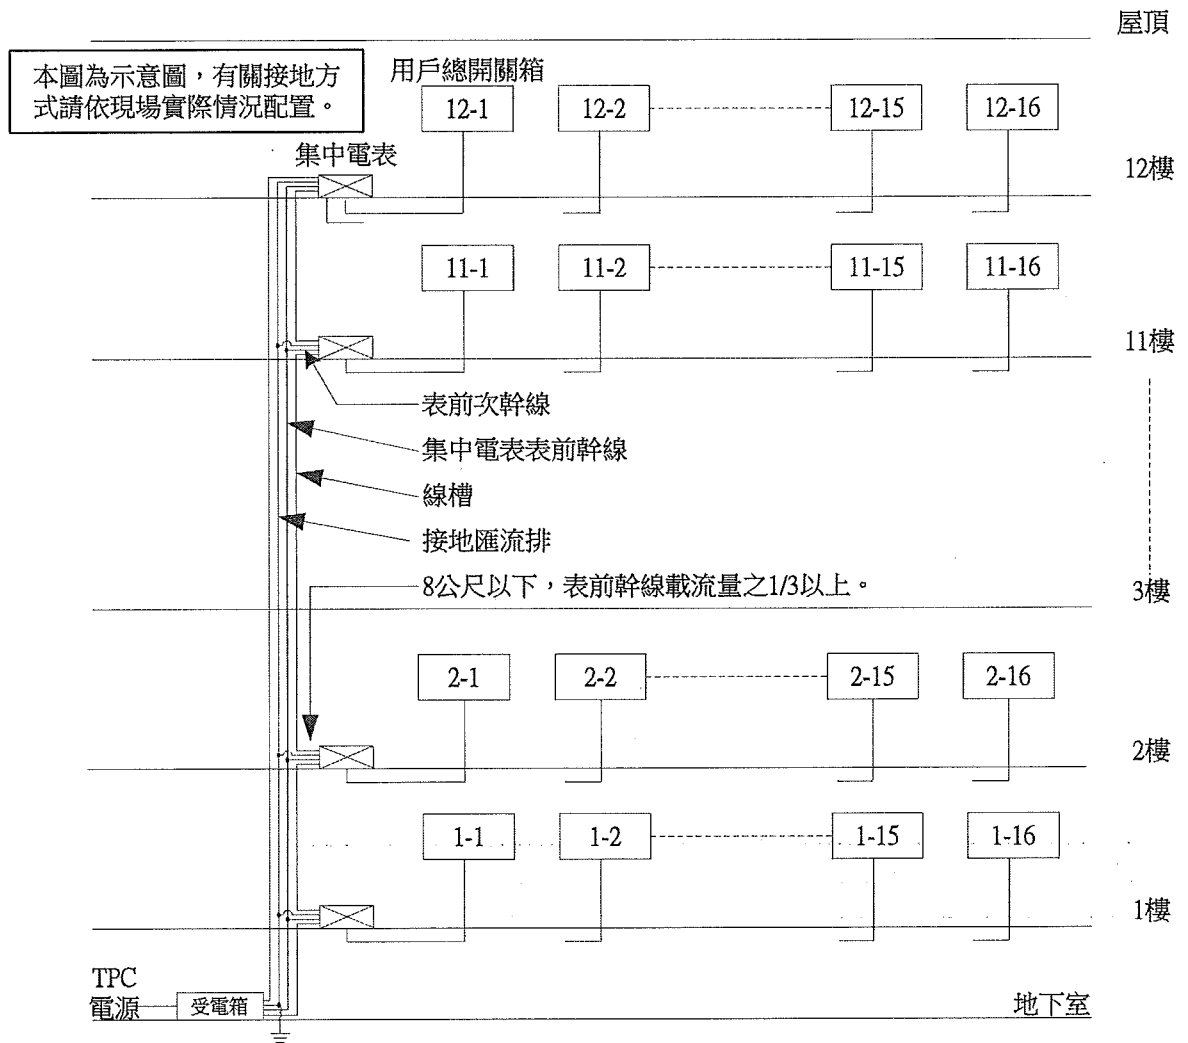 屋頂
本圖為示意圖，有關接地方
式請依現場實際情況配置。
用戶總開關箱
12-1
12-2
12-15
12-16
集中電表
12樓
11-1
11-2
11-15
11-16
11樓
表前次幹線
集中電表表前幹線
線槽
接地匯流排
8公尺以下，表前幹線載流量之1/3以上。
3樓
2-1
2-2
2-15
2-16
2樓
1-1
1-2
1-15
1-16
1樓
TPC
電源
受電箱
地下室